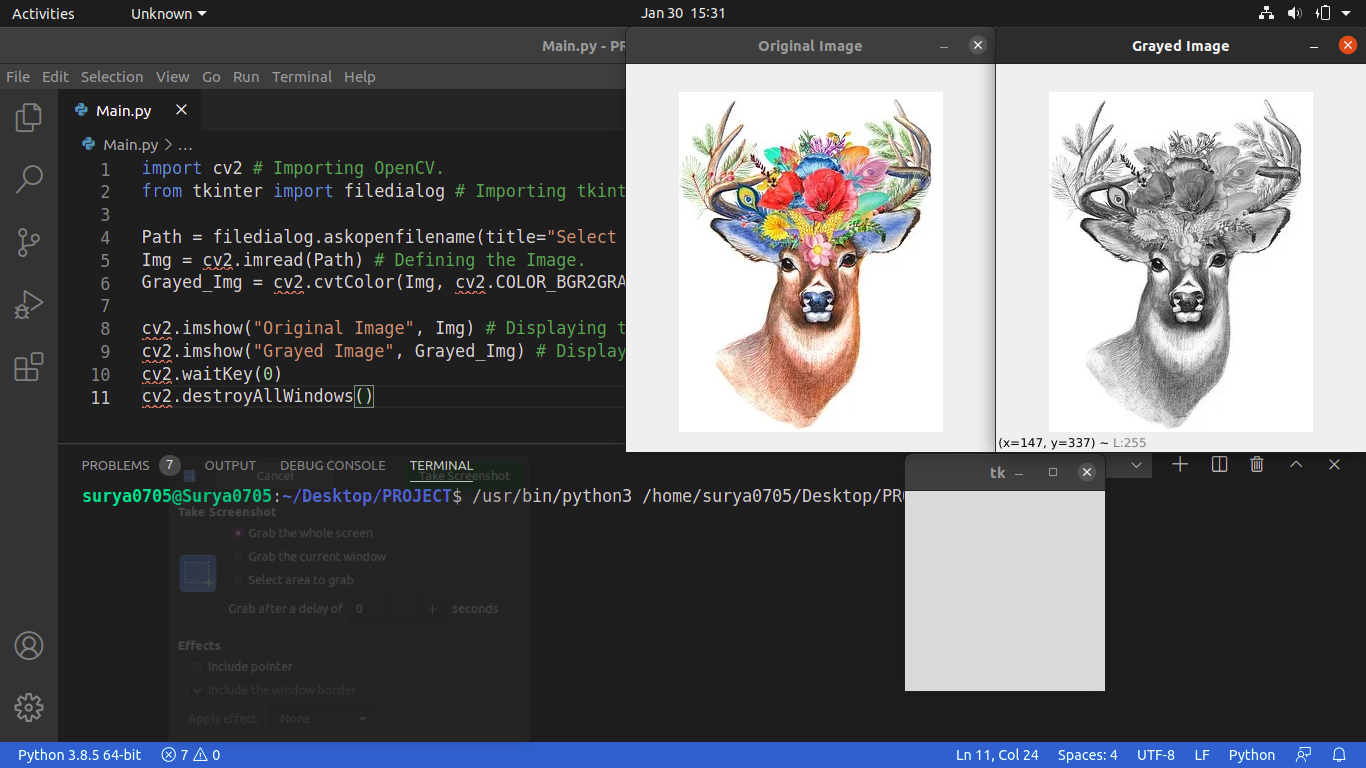 Activities Unknown Jan 30 15:31
Main.py - PR
Original Image
Grayed Image
File Edit Selection View Go Run Terminal Help
Main.py
Main.py > ...
1 import cv2 # Importing OpenCV.
2 from tkinter import filedialog # Importing tkint
3
4 Path = filedialog.askopenfilename(title="Select
5 Img = cv2.imread(Path) # Defining the Image.
6 Grayed_Img = cv2.cvtColor(Img, cv2.COLOR_BGR2GRA
7
8 cv2.imshow("Original Image", Img) # Displaying t
9 cv2.imshow("Grayed Image", Grayed_Img) # Display
10 cv2.waitKey(0)
11 cv2.destroyAllWindows()
(x=147, y=337) ~ L:255
PROBLEMS 7 OUTPUT DEBUG CONSOLE TERMINAL
tk
Cancel Take Screenshot
surya0705@Surya0705:~/Desktop/PROJECT$ /usr/bin/python3 /home/surya0705/Desktop/PR
Take Screenshot
Grab the whole screen
Grab the current window
Select area to grab
Grab after a delay of 0 + seconds
Effects
Include pointer
Include the window border
Apply effect: None
Python 3.8.5 64-bit 7 0 Ln 11, Col 24 Spaces: 4 UTF-8 LF Python